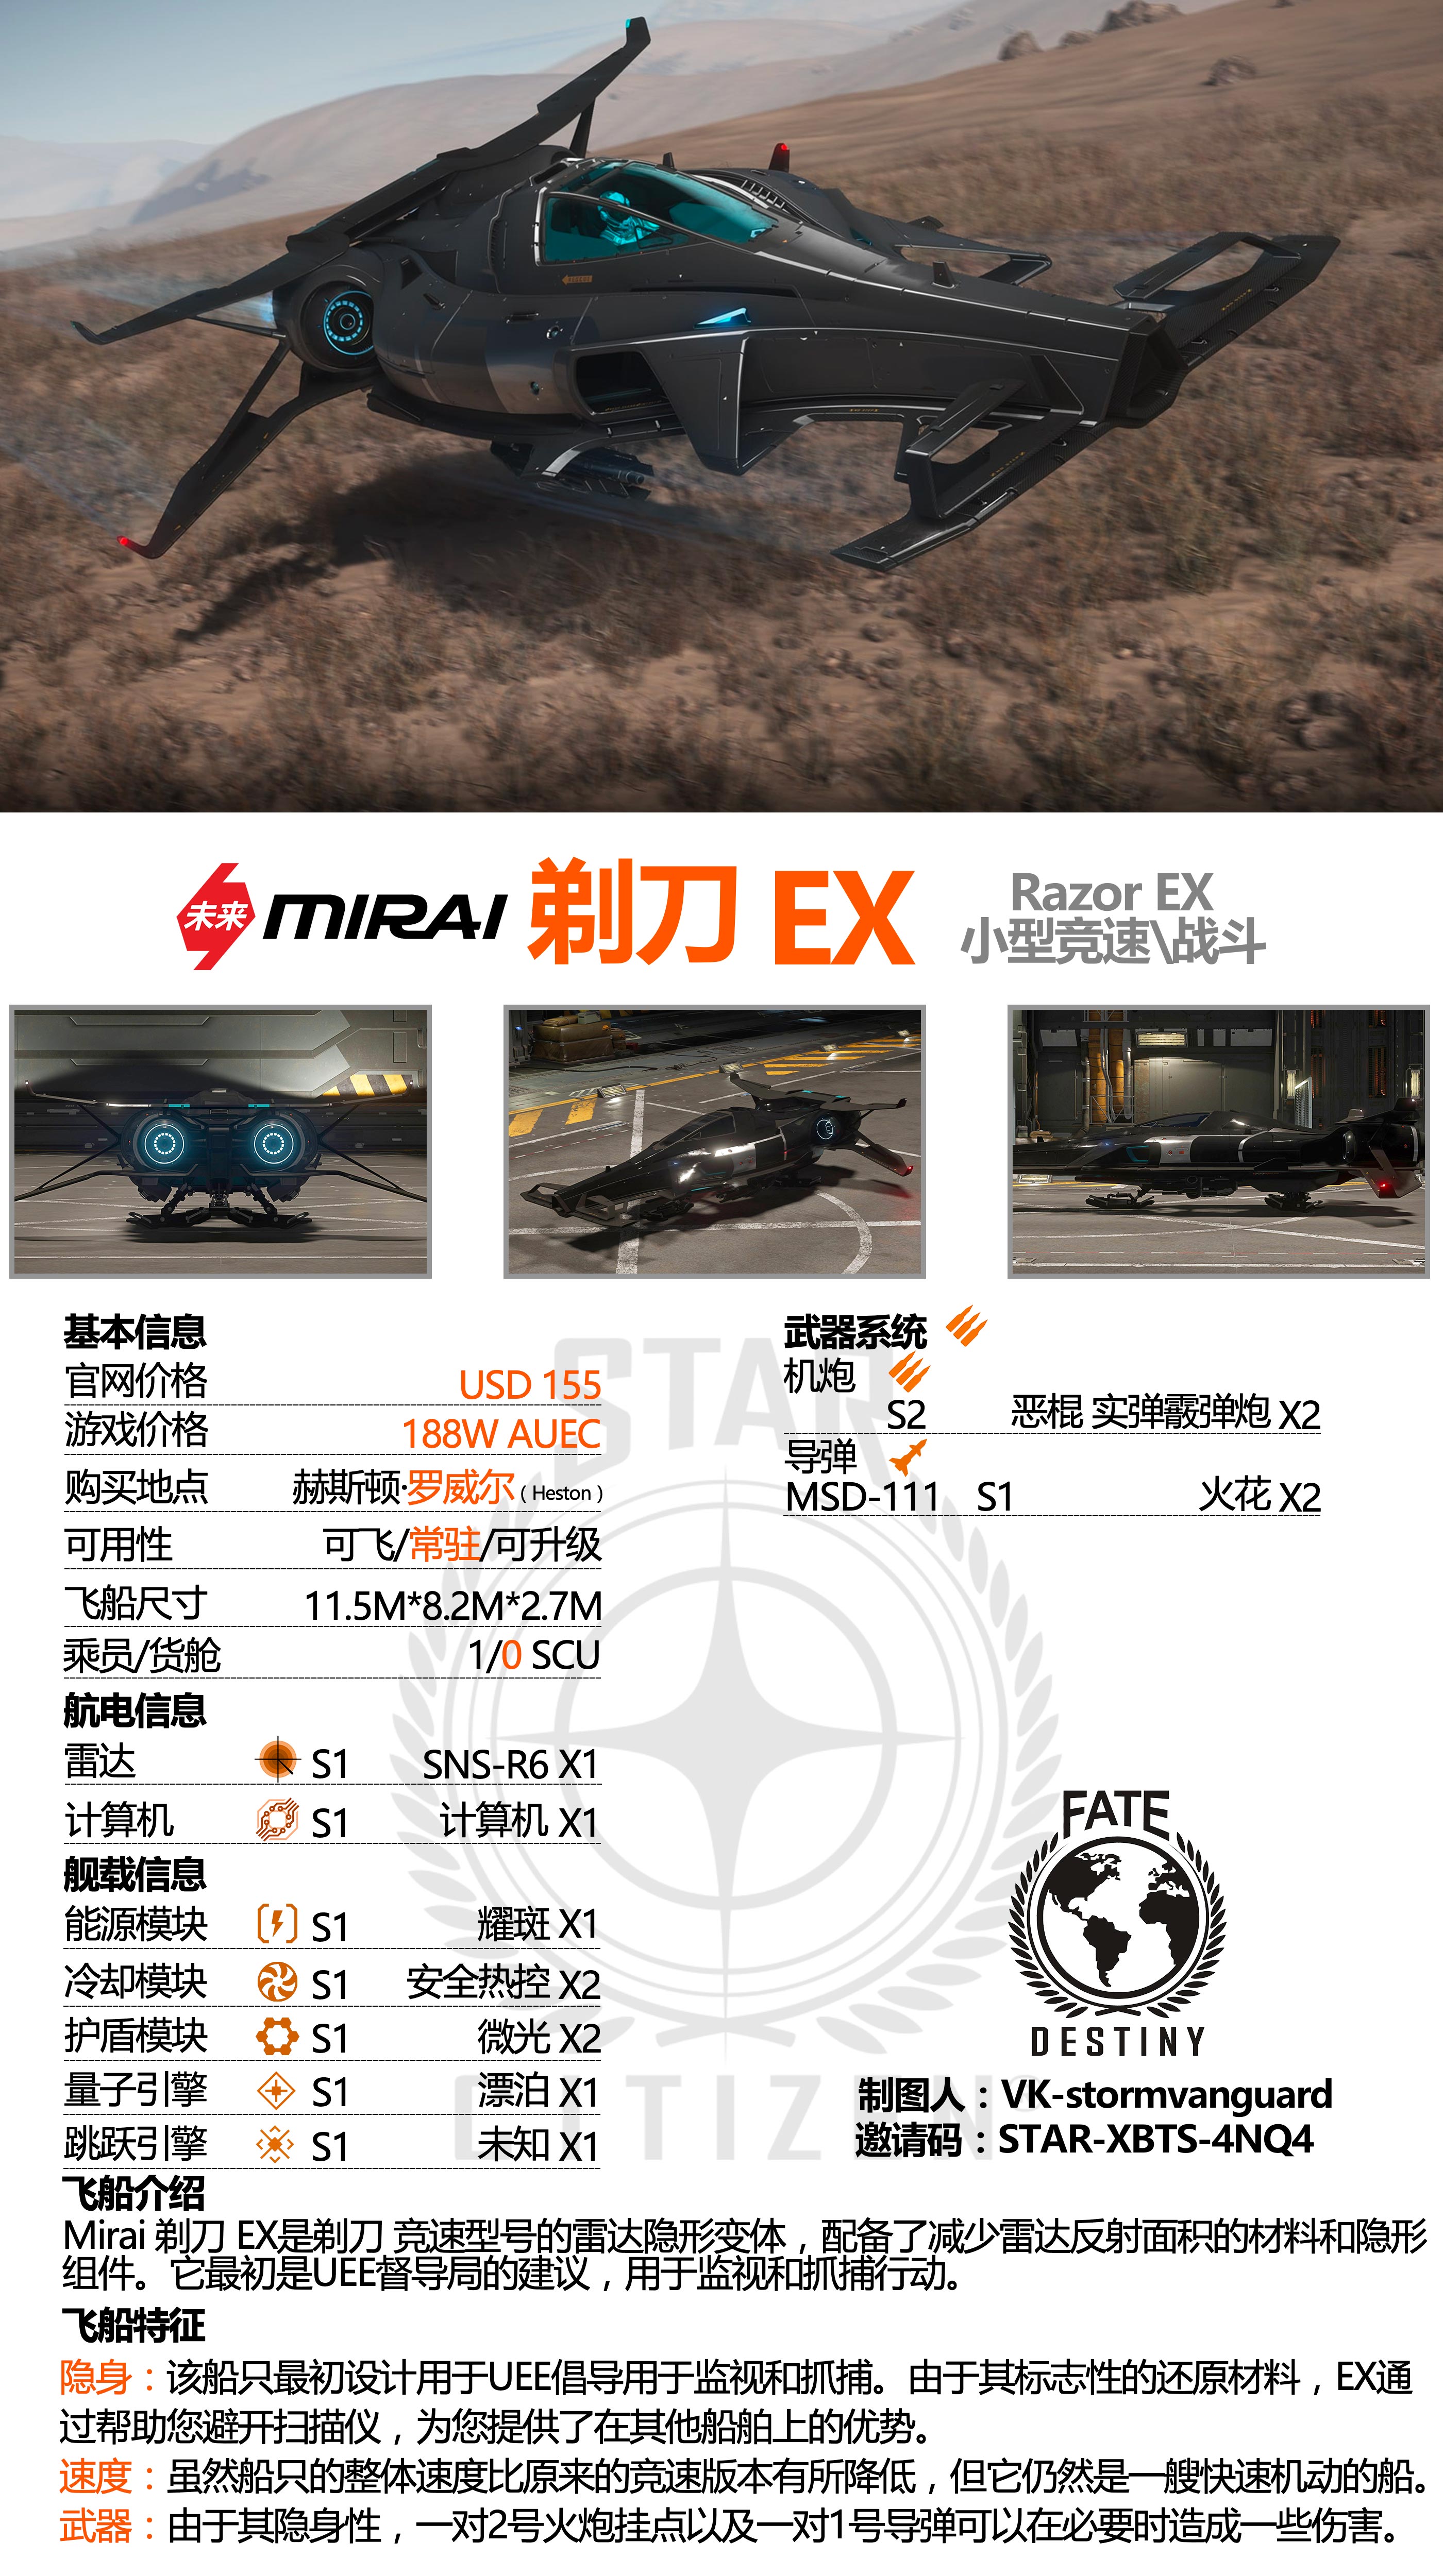 未来 MIRAI 剃刀 EX Razor EX
小型竞速\战斗
基本信息
官网价格 USD 155
游戏价格 188W AUEC
购买地点 赫斯顿·罗威尔 ( Heston )
可用性 可飞/常驻/可升级
飞船尺寸 11.5M*8.2M*2.7M
乘员/货舱 1/0 SCU
航电信息
雷达 S1 SNS-R6 X1
计算机 S1 计算机 X1
舰载信息
能源模块 S1 耀斑 X1
冷却模块 S1 安全热控 X2
护盾模块 S1 微光 X2
量子引擎 S1 漂泊 X1
跳跃引擎 S1 未知 X1
武器系统
机炮
S2 恶棍 实弹霰弹炮 X2
导弹
MSD-111 S1 火花 X2
STAR
CITIZEN
FATE
DESTINY
制图人：VK-stormvanguard
邀请码：STAR-XBTS-4NQ4
飞船介绍
Mirai 剃刀 EX是剃刀 竞速型号的雷达隐形变体，配备了减少雷达反射面积的材料和隐形
组件。它最初是UEE督导局的建议，用于监视和抓捕行动。
飞船特征
隐身：该船只最初设计用于UEE倡导用于监视和抓捕。由于其标志性的还原材料，EX通
过帮助您避开扫描仪，为您提供了在其他船舶上的优势。
速度：虽然船只的整体速度比原来的竞速版本有所降低，但它仍然是一艘快速机动的船。
武器：由于其隐身性，一对2号火炮挂点以及一对1号导弹可以在必要时造成一些伤害。